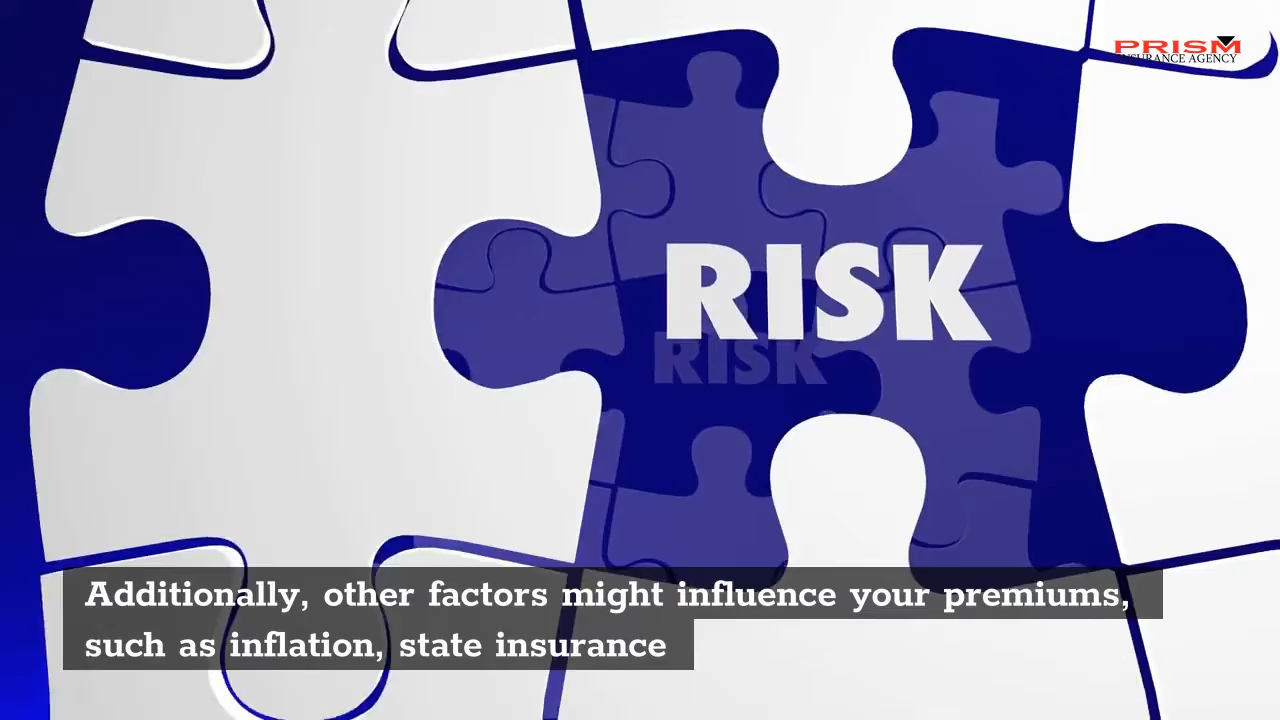 PRISM
INSURANCE AGENCY
RISK
RISK
Additionally, other factors might influence your premiums,
such as inflation, state insurance